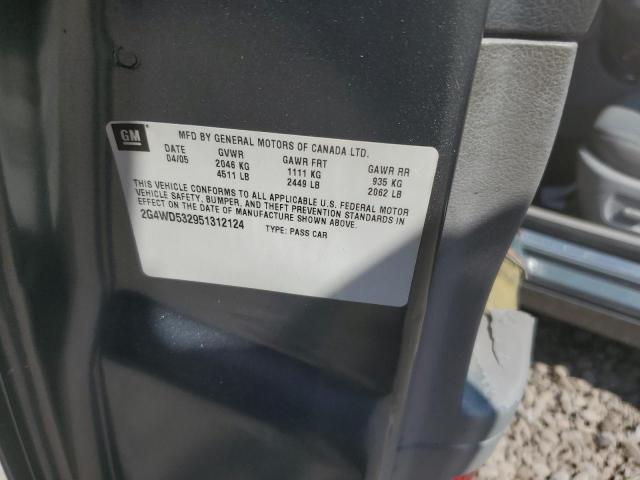 GM MFD BY GENERAL MOTORS OF CANADA LTD.
DATE GVWR GAWR FRT GAWR RR
04/05 2046 KG 1111 KG 935 KG
4511 LB 2449 LB 2062 LB
THIS VEHICLE CONFORMS TO ALL APPLICABLE U.S. FEDERAL MOTOR
VEHICLE SAFETY, BUMPER, AND THEFT PREVENTION STANDARDS IN
EFFECT ON THE DATE OF MANUFACTURE SHOWN ABOVE.
2G4WD532951312124 TYPE: PASS CAR